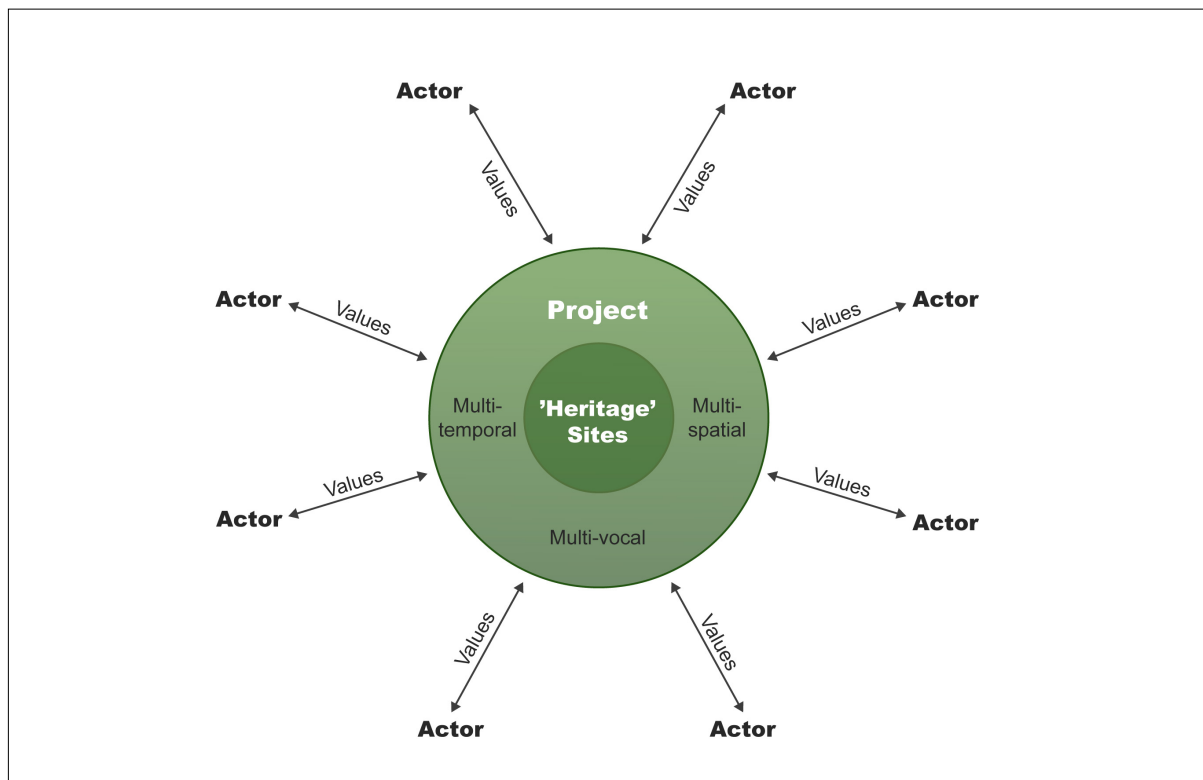 Actor
Actor
Values
Values
Actor
Values
Project
Values
Actor
Multi-
temporal
’Heritage’
Sites
Multi-
spatial
Actor
Values
Multi-vocal
Values
Actor
Values
Values
Actor
Actor